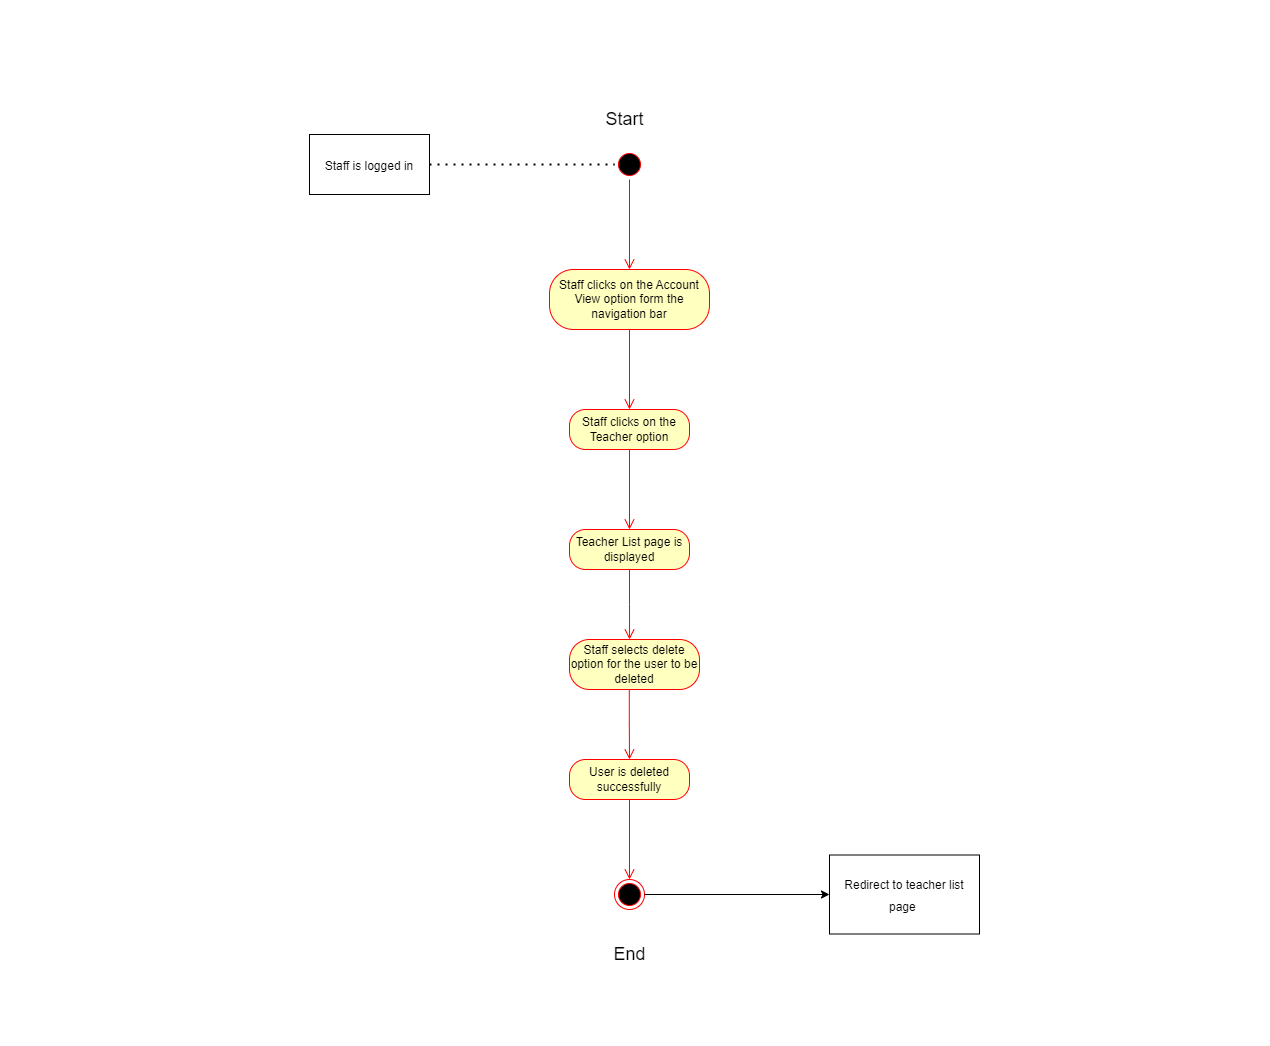 Start
Staff is logged in
Staff clicks on the Account
View option form the
navigation bar
Staff clicks on the
Teacher option
Teacher List page is
displayed
Staff selects delete
option for the user to be
deleted
User is deleted
successfully
Redirect to teacher list
page
End